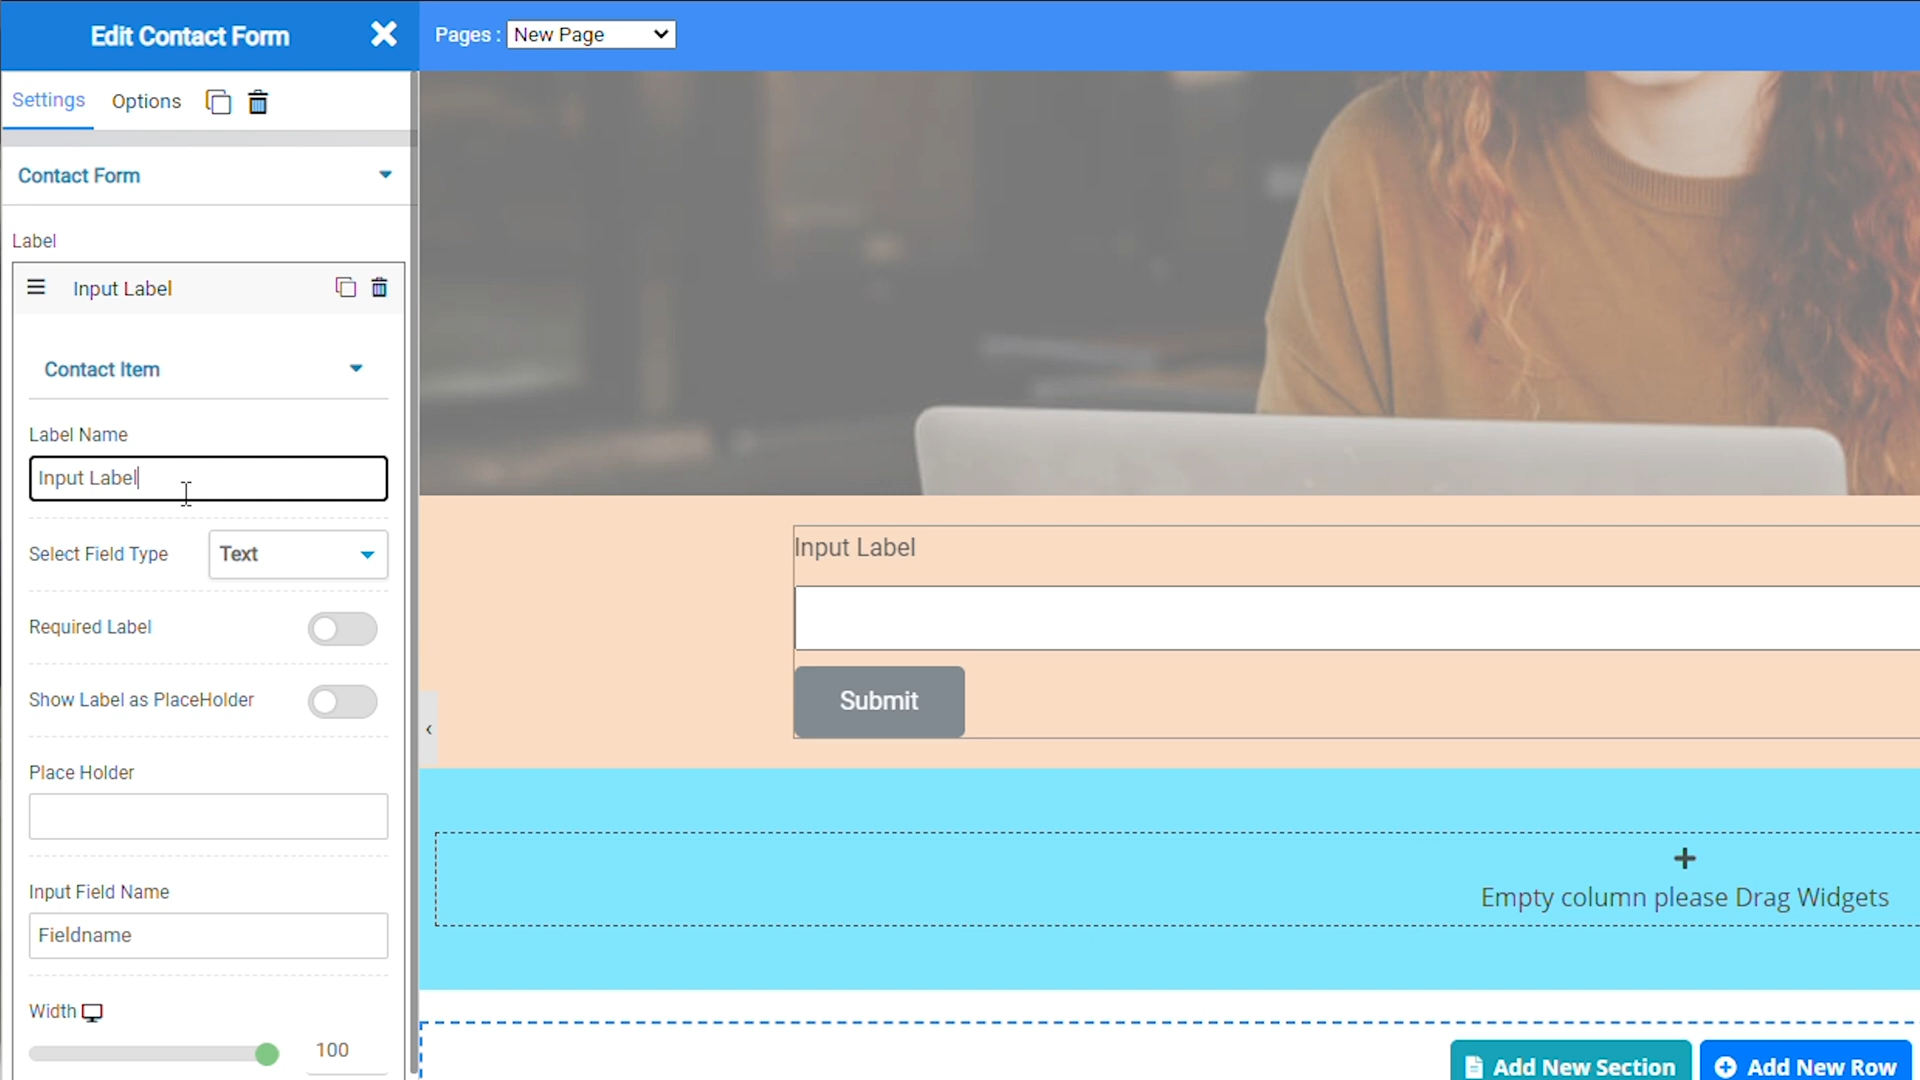 Edit Contact Form
Pages : New Page
Settings Options
Contact Form
Label
Input Label
Contact Item
Label Name
Input Label
Select Field Type Text
Required Label
Show Label as PlaceHolder
Place Holder
Input Field Name
Fieldname
Width
100
Input Label
Submit
Empty column please Drag Widgets
Add New Section Add New Row